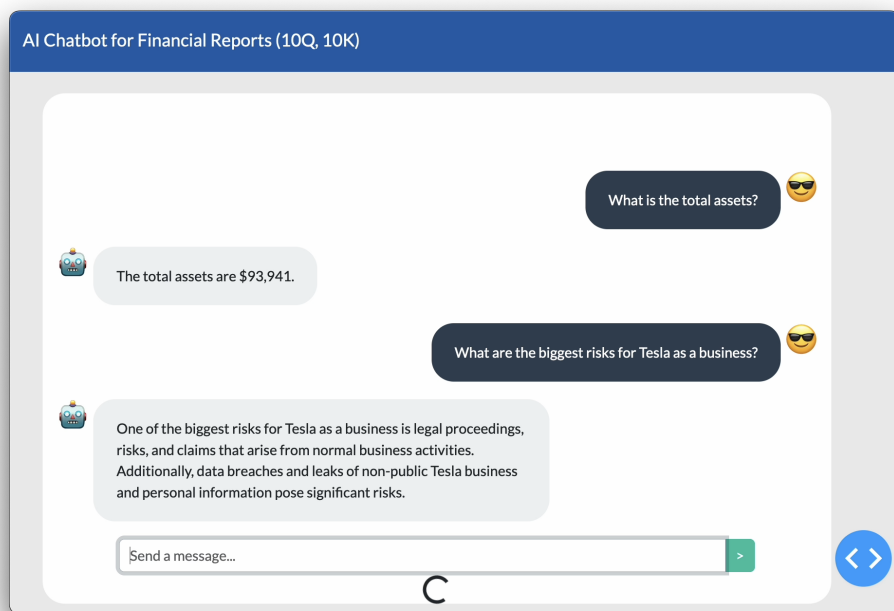 AI Chatbot for Financial Reports (10Q, 10K)
What is the total assets?
The total assets are $93,941.
What are the biggest risks for Tesla as a business?
One of the biggest risks for Tesla as a business is legal proceedings,
risks, and claims that arise from normal business activities.
Additionally, data breaches and leaks of non-public Tesla business
and personal information pose significant risks.
Send a message...
>